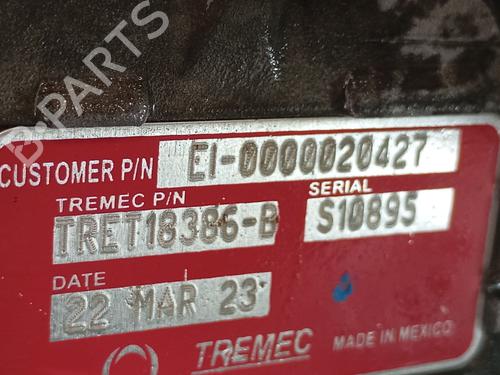 B-PARTS
CUSTOMER P/N EI-0000020427
TREMEC P/N SERIAL
TRET18386-B S10895
DATE
22 MAR 23
TREMEC MADE IN MEXICO